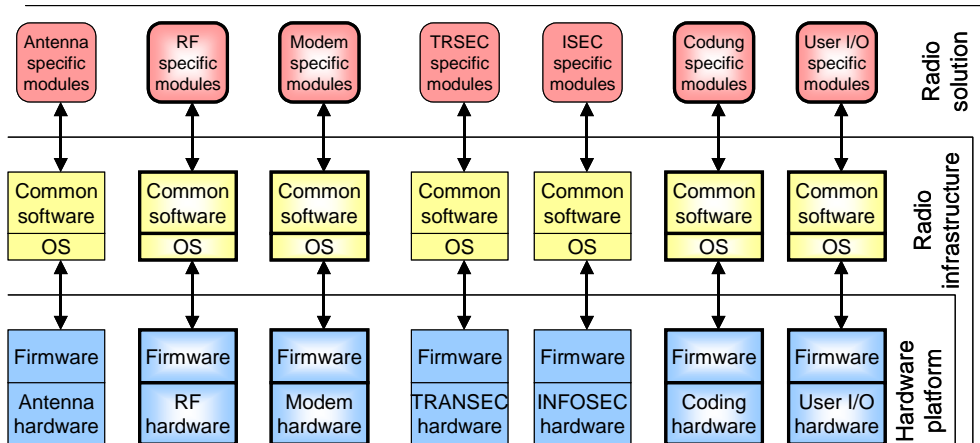 Antenna
specific
modules
RF
specific
modules
Modem
specific
modules
TRSEC
specific
modules
ISEC
specific
modules
Codung
specific
modules
User I/O
specific
modules
Radio
solution
Common
software
OS
Common
software
OS
Common
software
OS
Common
software
OS
Common
software
OS
Common
software
OS
Common
software
OS
Radio
infrastructure
Firmware
Antenna
hardware
Firmware
RF
hardware
Firmware
Modem
hardware
Firmware
TRANSEC
hardware
Firmware
INFOSEC
hardware
Firmware
Coding
hardware
Firmware
User I/O
hardware
Hardware
platform